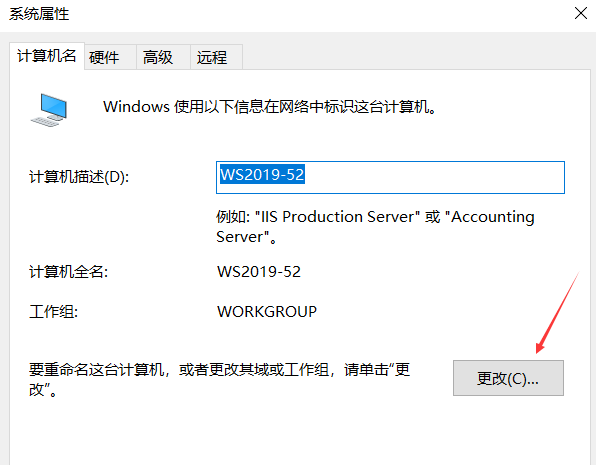 系统属性
计算机名 硬件 高级 远程
Windows 使用以下信息在网络中标识这台计算机。
计算机描述(D): WS2019-52
例如: "IIS Production Server" 或 "Accounting
Server"。
计算机全名: WS2019-52
工作组: WORKGROUP
要重命名这台计算机，或者更改其域或工作组，请单击“更
改”。
更改(C)...